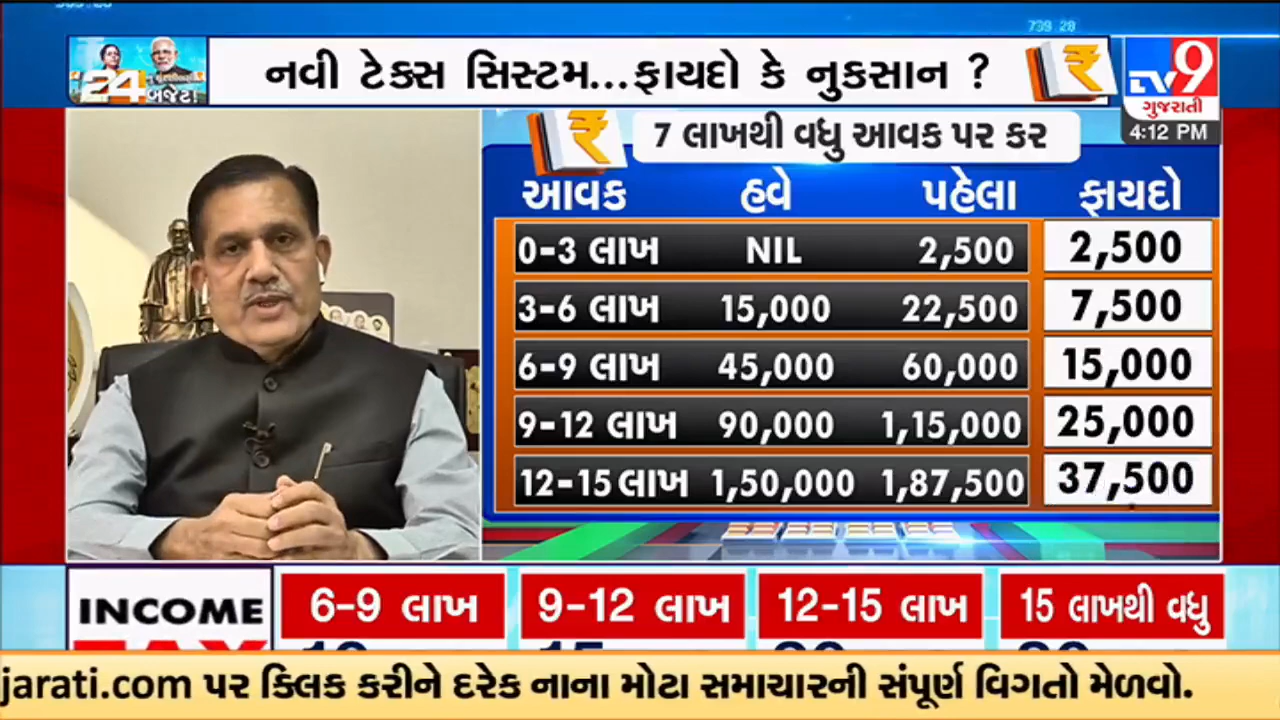 739.28
24
બજેટ!
નવી ટેક્સ સિસ્ટમ...ફાયદો કે નુકસાન ?
TV9
ગુજરાતી
4:12 PM
7 લાખથી વધુ આવક પર કર
આવક હવે પહેલા ફાયદો
0-3 લાખ NIL 2,500 2,500
3-6 લાખ 15,000 22,500 7,500
6-9 લાખ 45,000 60,000 15,000
9-12 લાખ 90,000 1,15,000 25,000
12-15 લાખ 1,50,000 1,87,500 37,500
INCOME TAX
6-9 લાખ 9-12 લાખ 12-15 લાખ 15 લાખથી વધુ
jarati.com પર ક્લિક કરીને દરેક નાના મોટા સમાચારની સંપૂર્ણ વિગતો મેળવો.